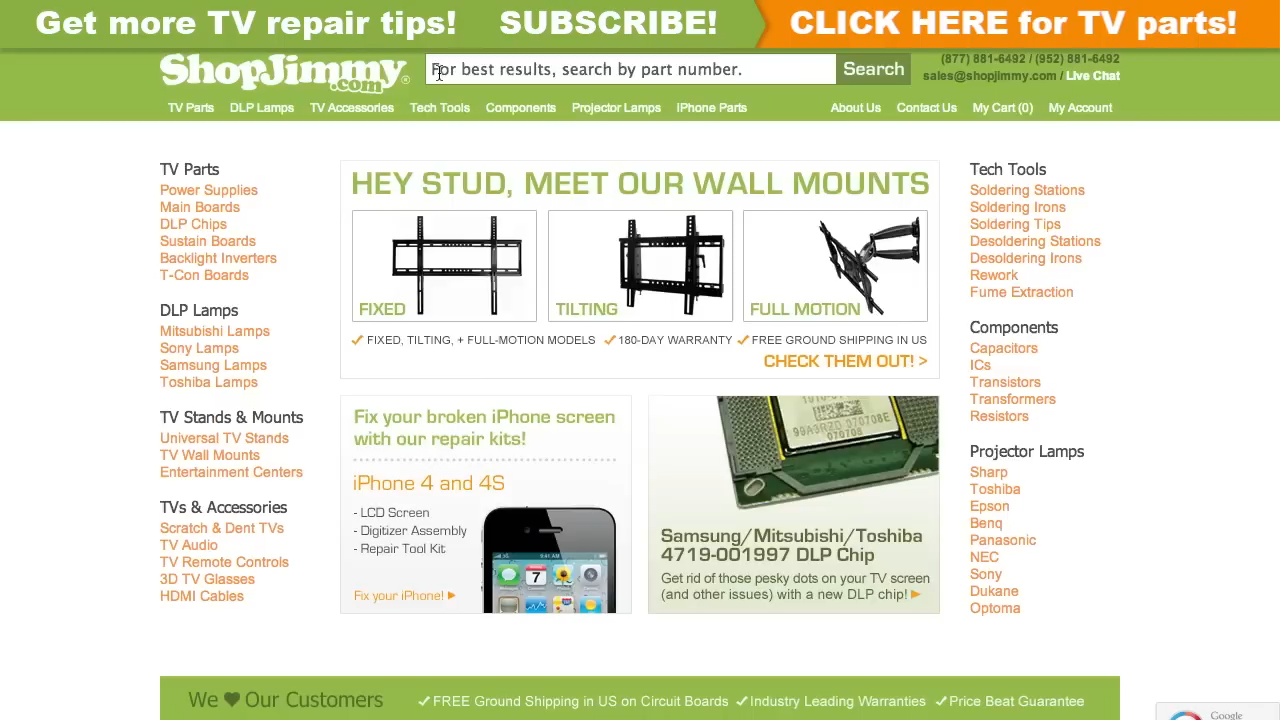 Get more TV repair tips! SUBSCRIBE! CLICK HERE for TV parts!
ShopJimmy.com®
For best results, search by part number.
Search
(877) 881-6492 / (952) 881-6492
sales@shopjimmy.com / Live Chat
TV Parts DLP Lamps TV Accessories Tech Tools Components Projector Lamps iPhone Parts About Us Contact Us My Cart (0) My Account
TV Parts
Power Supplies
Main Boards
DLP Chips
Sustain Boards
Backlight Inverters
T-Con Boards
DLP Lamps
Mitsubishi Lamps
Sony Lamps
Samsung Lamps
Toshiba Lamps
TV Stands & Mounts
Universal TV Stands
TV Wall Mounts
Entertainment Centers
TVs & Accessories
Scratch & Dent TVs
TV Audio
TV Remote Controls
3D TV Glasses
HDMI Cables
HEY STUD, MEET OUR WALL MOUNTS
FIXED TILTING FULL MOTION
FIXED, TILTING, + FULL-MOTION MODELS 180-DAY WARRANTY FREE GROUND SHIPPING IN US
CHECK THEM OUT! >
Fix your broken iPhone screen
with our repair kits!
iPhone 4 and 4S
- LCD Screen
- Digitizer Assembly
- Repair Tool Kit
Fix your iPhone!
9:41 AM
7
99A3RZD 070708E
070705
Samsung/Mitsubishi/Toshiba
4719-001997 DLP Chip
Get rid of those pesky dots on your TV screen
(and other issues) with a new DLP chip!
Tech Tools
Soldering Stations
Soldering Irons
Soldering Tips
Desoldering Stations
Desoldering Irons
Rework
Fume Extraction
Components
Capacitors
ICs
Transistors
Transformers
Resistors
Projector Lamps
Sharp
Toshiba
Epson
Benq
Panasonic
NEC
Sony
Dukane
Optoma
We ♥ Our Customers
FREE Ground Shipping in US on Circuit Boards Industry Leading Warranties Price Beat Guarantee
Google